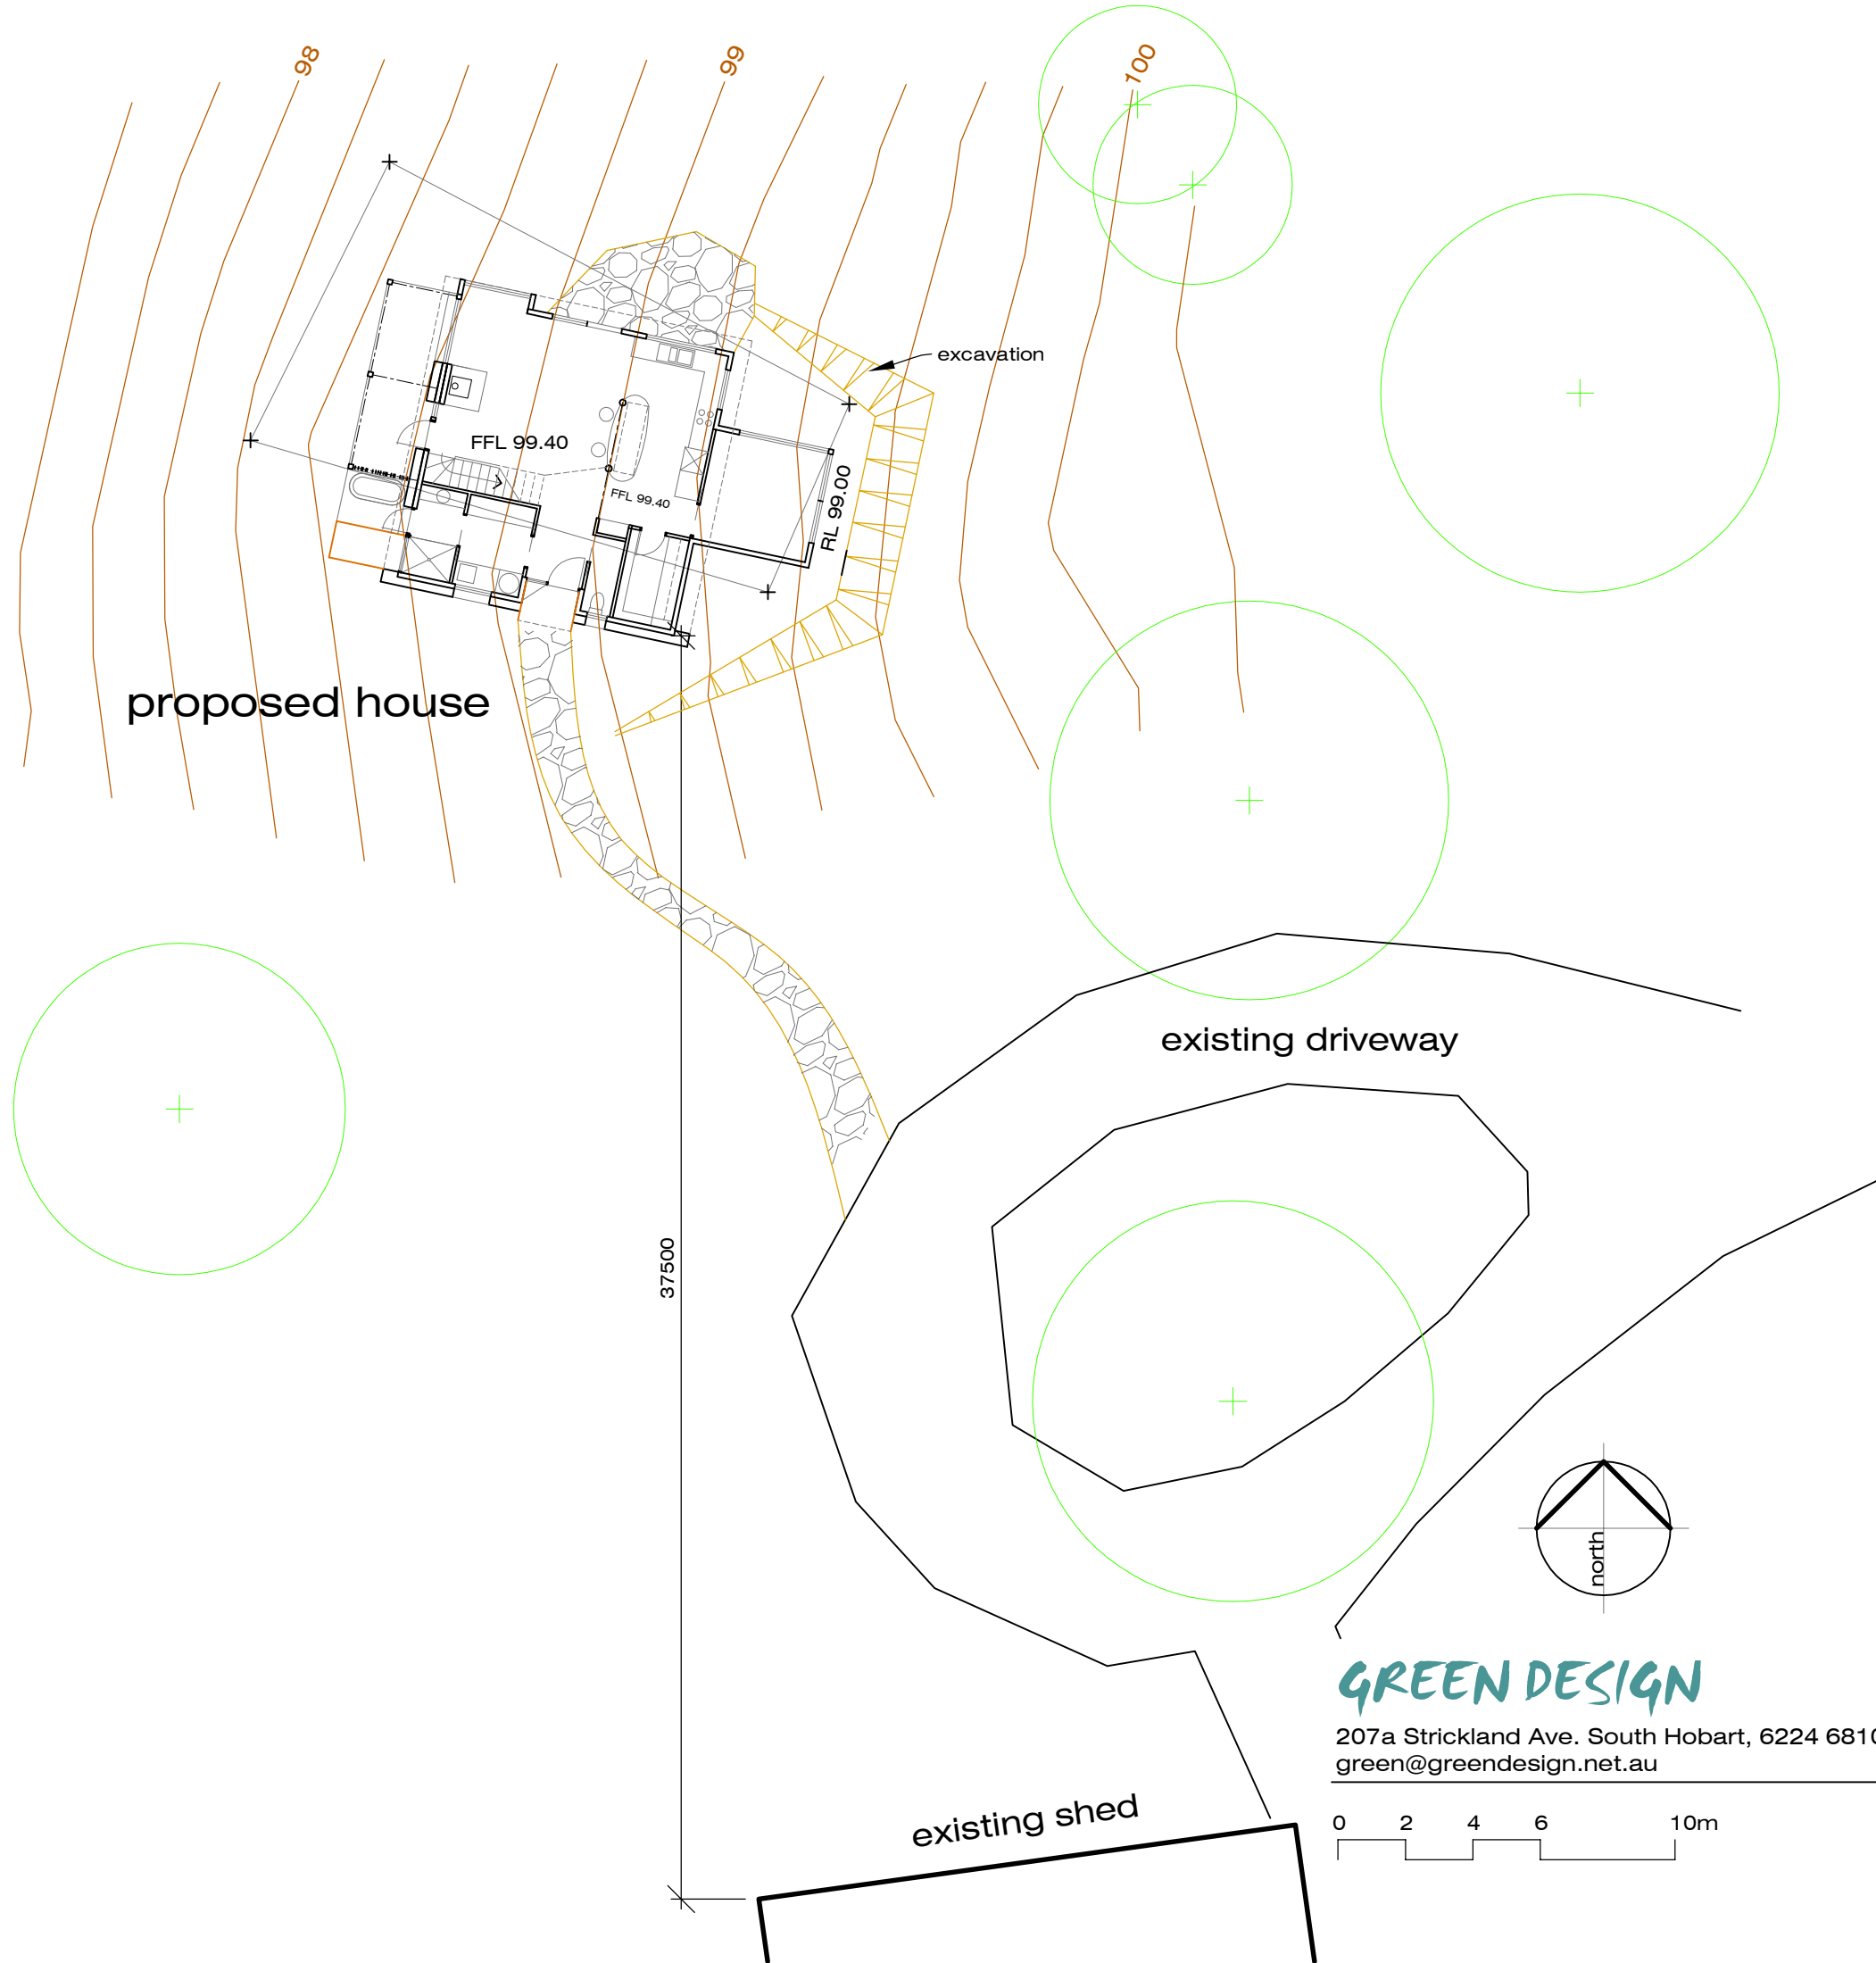 98
99
100
excavation
FFL 99.40
FFL 99.40
RL 99.00
proposed house
existing driveway
37500
north
GREEN DESIGN
207a Strickland Ave. South Hobart, 6224 6810
green@greendesign.net.au
existing shed
0 2 4 6 10m